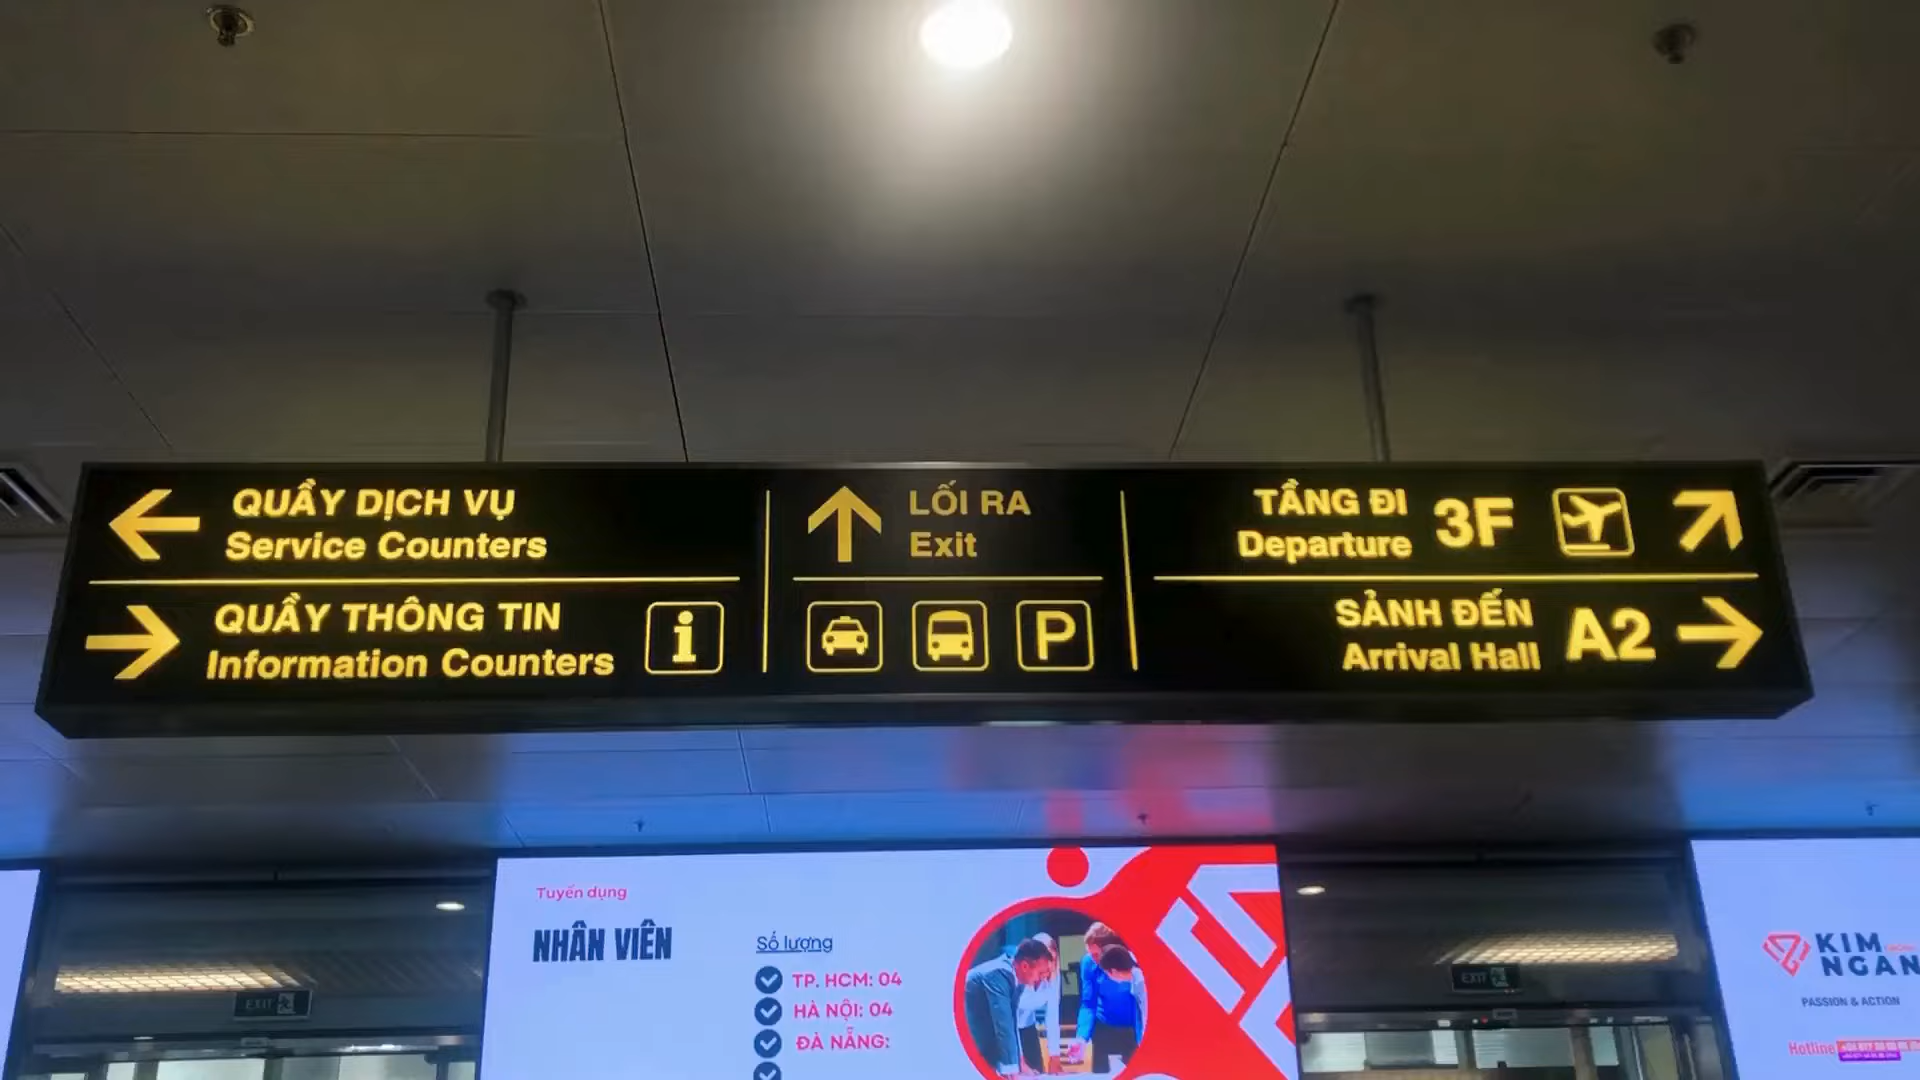 QUẦY DỊCH VỤ
Service Counters
QUẦY THÔNG TIN
Information Counters
LỐI RA
Exit
P
TẦNG ĐI
Departure
3F
SẢNH ĐẾN
Arrival Hall
A2
Tuyển dụng
NHÂN VIÊN
Số lượng
TP. HCM: 04
HÀ NỘI: 04
ĐÀ NẴNG:
EXIT
EXIT
KIM
NGAN
PASSION & ACTION
Hotline